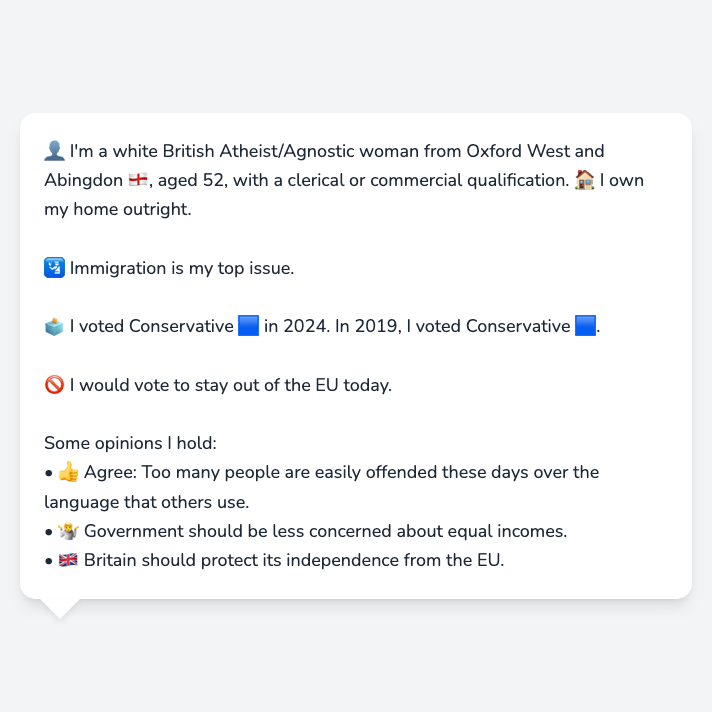 👤 I'm a white British Atheist/Agnostic woman from Oxford West and
Abingdon 🏴󠁧󠁢󠁥󠁮󠁧󠁿, aged 52, with a clerical or commercial qualification. 🏠 I own
my home outright.
🛂 Immigration is my top issue.
🗳️ I voted Conservative 🟦 in 2024. In 2019, I voted Conservative 🟦.
🚫 I would vote to stay out of the EU today.
Some opinions I hold:
• 👍 Agree: Too many people are easily offended these days over the
language that others use.
• 🤷 Government should be less concerned about equal incomes.
• 🇬🇧 Britain should protect its independence from the EU.